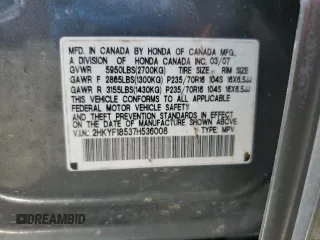 MFD. IN CANADA BY HONDA OF CANADA MFG.
A DIVISION OF HONDA CANADA INC. 03/07
GVWR 5950LBS(2700KG) TIRE SIZE RIM SIZE
GAWR F 2865LBS(1300KG) P235/70R16 104S 16X6.5JJ
GAWR R 3155LBS(1430KG) P235/70R16 104S 16X6.5JJ
THIS VEHICLE CONFORMS TO ALL APPLICABLE
FEDERAL MOTOR VEHICLE SAFETY
AND THEFT PREVENTION STANDARDS IN EFFECT ON THE
DATE OF MANUFACTURE SHOWN ABOVE.
V.I.N.: 2HKYF18537H536008 TYPE: MPV
©AutoBidMaster